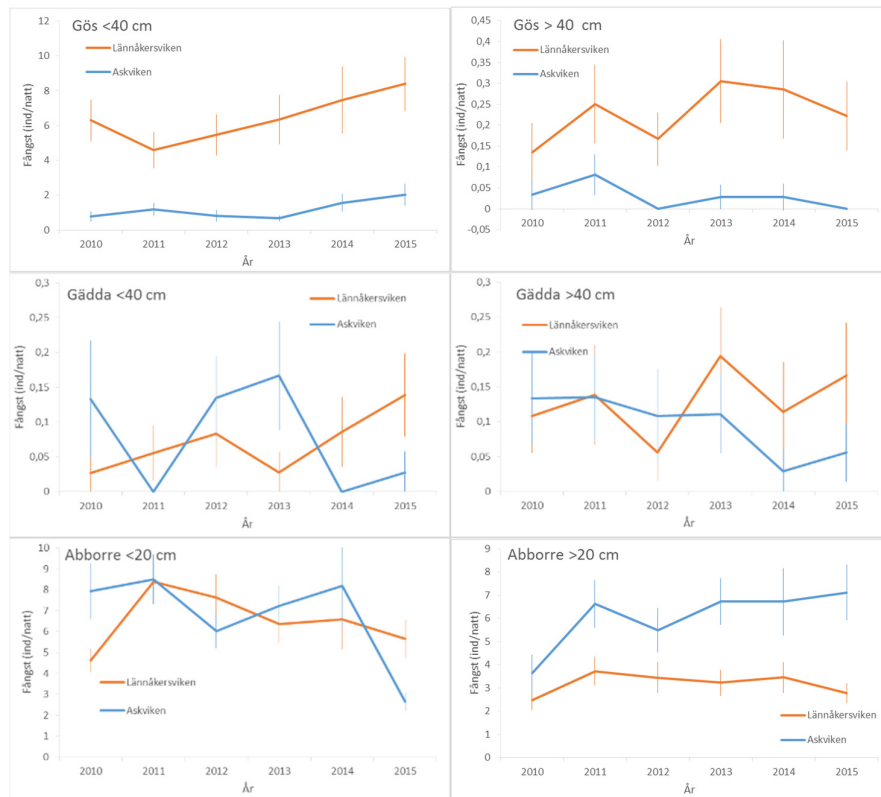 Gös <40 cm
Lännåkersviken
Askviken
Fångst (ind/natt)
12
10
8
6
4
2
0
2010 2011 2012 2013 2014 2015
År
Gös > 40 cm
Lännåkersviken
Askviken
Fångst (ind/natt)
0,45
0,4
0,35
0,3
0,25
0,2
0,15
0,1
0,05
0
-0,05
2010 2011 2012 2013 2014 2015
År
Gädda <40 cm
Lännåkersviken
Askviken
Fångst (ind/natt)
0,3
0,25
0,2
0,15
0,1
0,05
0
2010 2011 2012 2013 2014 2015
År
Gädda >40 cm
Lännåkersviken
Askviken
Fångst (ind/natt)
0,3
0,25
0,2
0,15
0,1
0,05
0
2010 2011 2012 2013 2014 2015
År
Abborre <20 cm
Lännåkersviken
Askviken
Fångst (ind/natt)
10
9
8
7
6
5
4
3
2
1
0
2010 2011 2012 2013 2014 2015
År
Abborre >20 cm
Lännåkersviken
Askviken
Fångst (ind/natt)
9
8
7
6
5
4
3
2
1
0
2010 2011 2012 2013 2014 2015
År